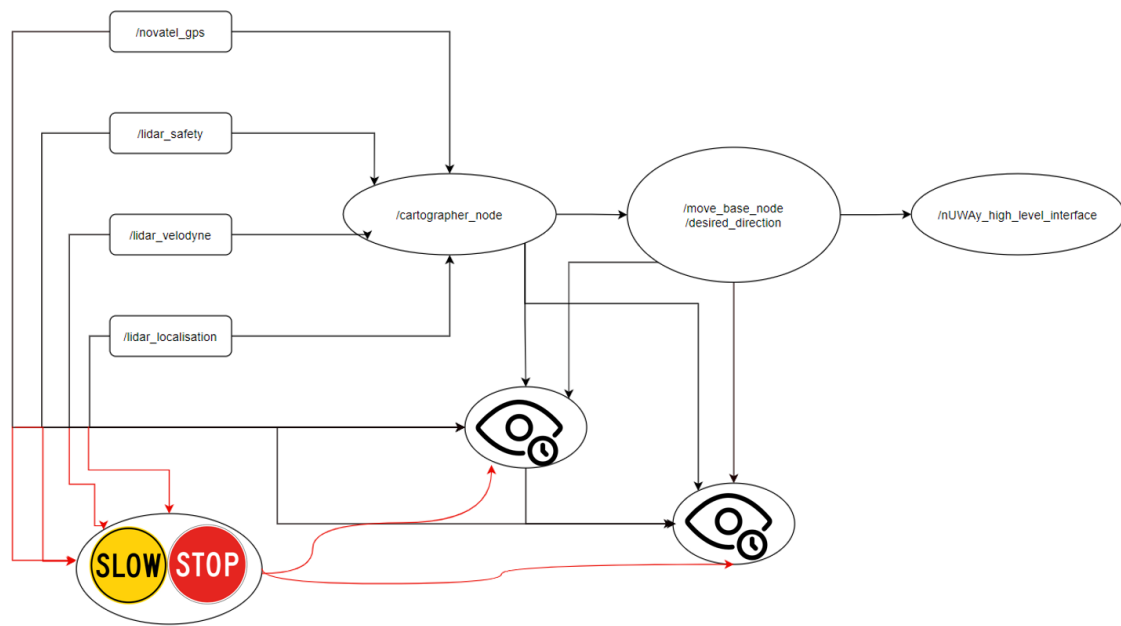 /novatel_gps
/lidar_safety
/lidar_velodyne
/lidar_localisation
/cartographer_node
/move_base_node
/desired_direction
/nUWAy_high_level_interface
SLOW
STOP